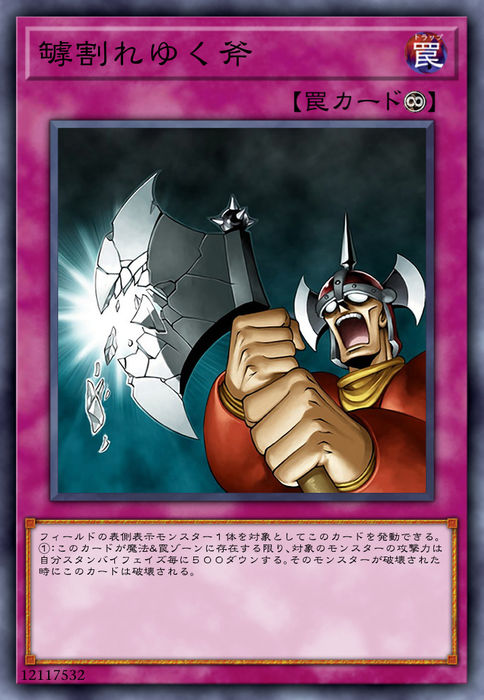 罅割れゆく斧
トラップ
罠
【罠カード♾】
フィールドの表側表示モンスター１体を対象としてこのカードを発動できる。
①：このカードが魔法&罠ゾーンに存在する限り、対象のモンスターの攻撃力は
自分スタンバイフェイズ毎に５００ダウンする。そのモンスターが破壊された
時にこのカードは破壊される。
12117532